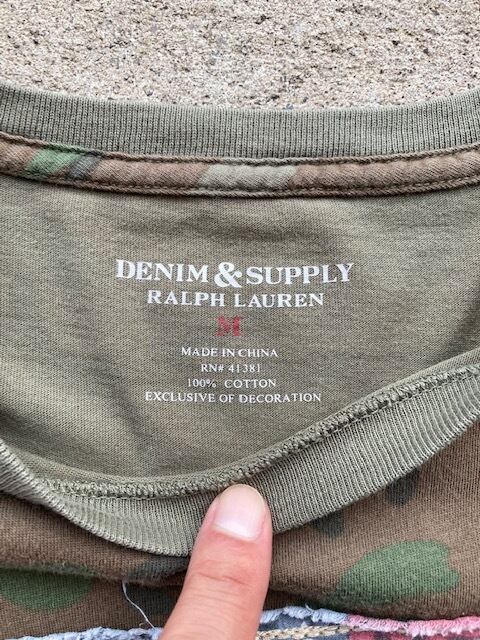 DENIM & SUPPLY
RALPH LAUREN
M
MADE IN CHINA
RN# 41381
100% COTTON
EXCLUSIVE OF DECORATION